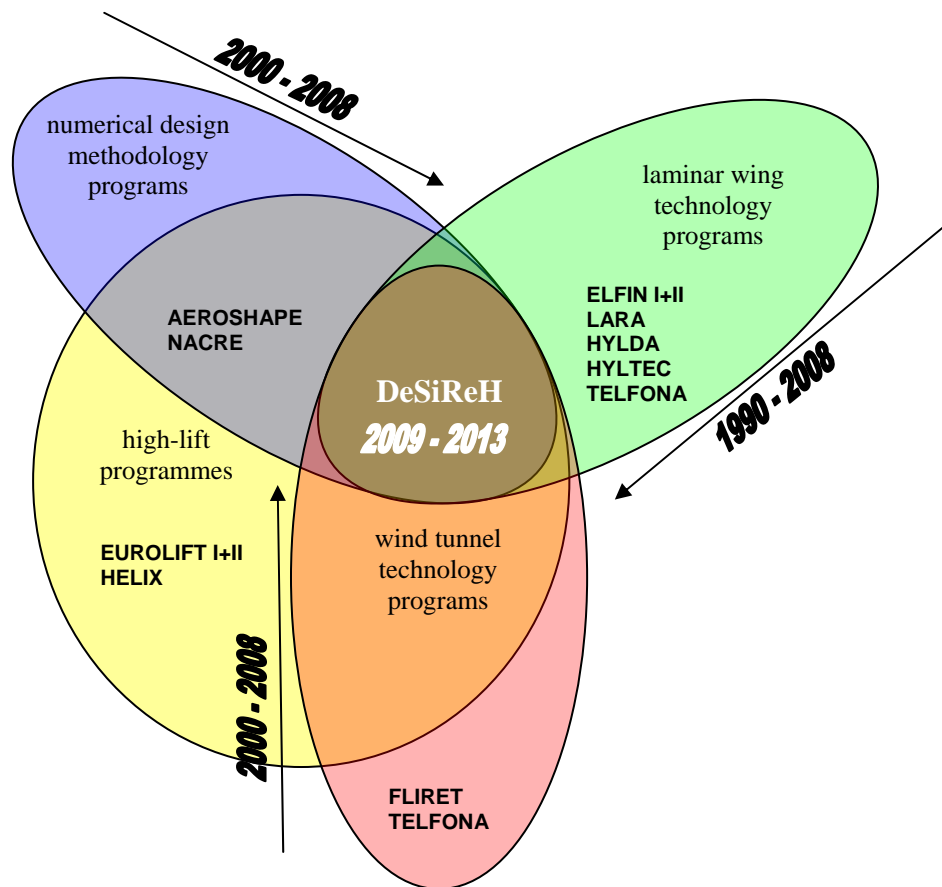 2000 - 2008
numerical design
methodology
programs
laminar wing
technology
programs
ELFIN I+II
LARA
HYLDA
HYLTEC
TELFONA
1990 - 2008
AEROSHAPE
NACRE
DeSiReH
2009 - 2013
high-lift
programmes
EUROLIFT I+II
HELIX
wind tunnel
technology
programs
2000 - 2008
FLIRET
TELFONA